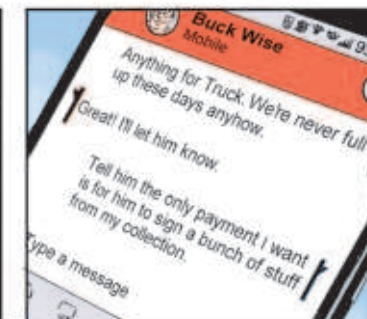 Buck Wise
Mobile
Anything for Truck. We're never full
up these days anyhow.
Great! I'll let him know.
Tell him the only payment I want
is for him to sign a bunch of stuff
from my collection.
Type a message